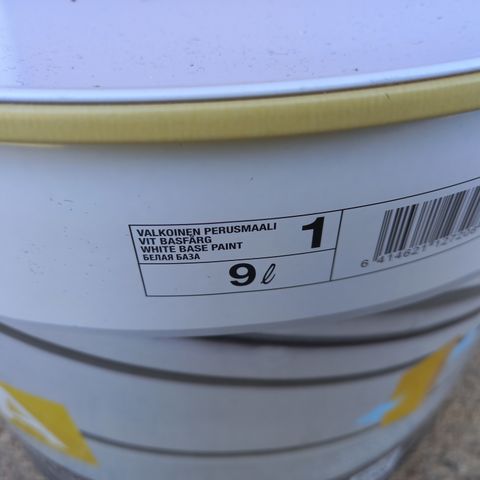 VALKOINEN PERUSMAALI
VIT BASFÄRG
WHITE BASE PAINT
БЕЛАЯ БАЗА
1
9 ℓ